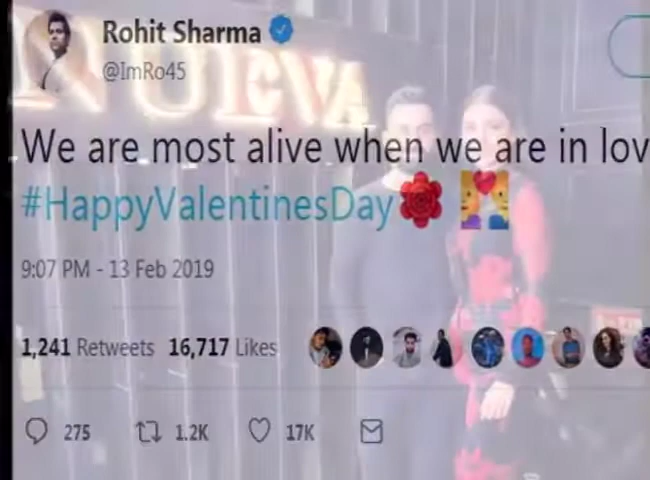 NUEVA
Rohit Sharma
@ImRo45
We are most alive when we are in lov
#HappyValentinesDay
9:07 PM - 13 Feb 2019
1,241 Retweets 16,717 Likes
275 1.2K 17K